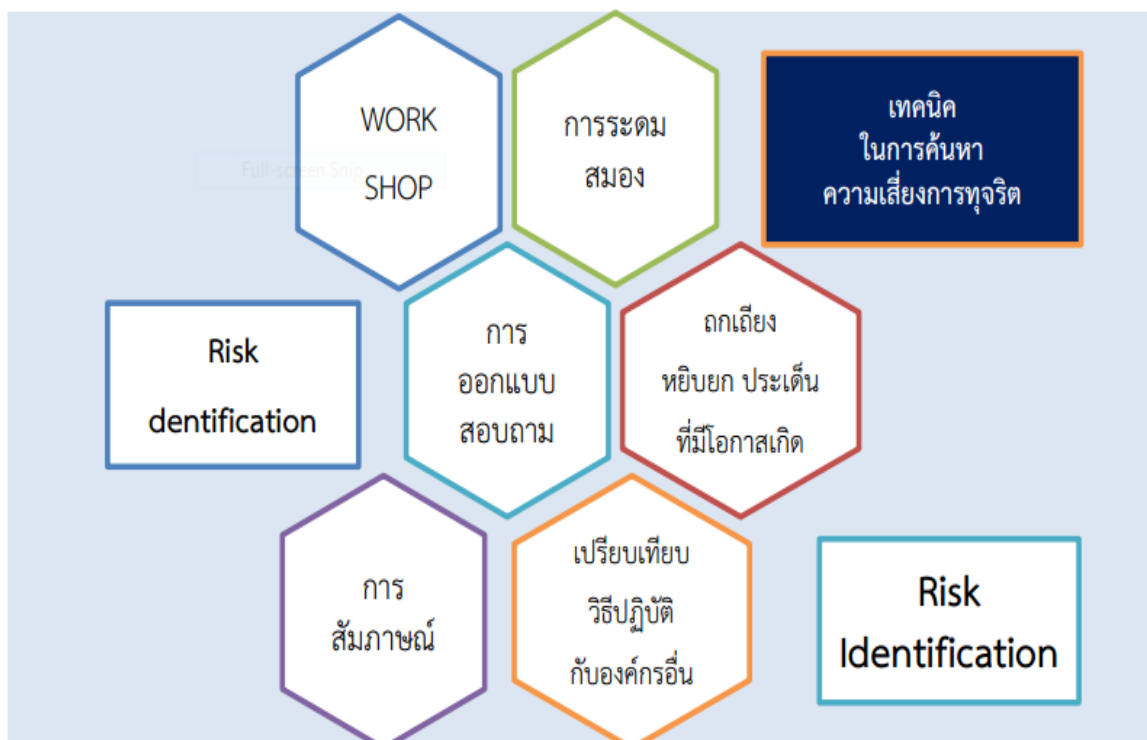 WORK
SHOP
การระดม
สมอง
เทคนิค
ในการค้นหา
ความเสี่ยงการทุจริต
Full-screen Snip
Risk
dentification
การ
ออกแบบ
สอบถาม
ถกเถียง
หยิบยก ประเด็น
ที่มีโอกาสเกิด
การ
สัมภาษณ์
เปรียบเทียบ
วิธีปฏิบัติ
กับองค์กรอื่น
Risk
Identification